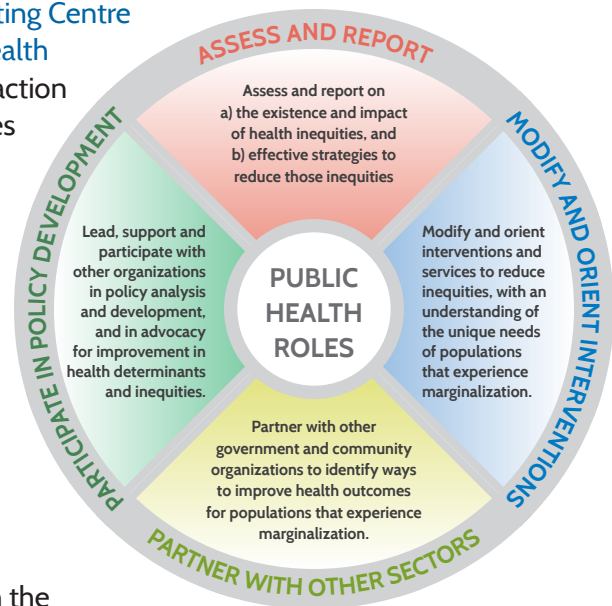 ting Centre
ealth
action
es
ASSESS AND REPORT
Assess and report on
a) the existence and impact
of health inequities, and
b) effective strategies to
reduce those inequities
MODIFY AND ORIENT INTERVENTIONS
Modify and orient
interventions and
services to reduce
inequities, with an
understanding of
the unique needs
of populations
that experience
marginalization.
PARTNER WITH OTHER SECTORS
Partner with other
government and community
organizations to identify ways
to improve health outcomes
for populations that experience
marginalization.
PARTICIPATE IN POLICY DEVELOPMENT
Lead, support and
participate with
other organizations
in policy analysis
and development,
and in advocacy
for improvement in
health determinants
and inequities.
PUBLIC
HEALTH
ROLES
the